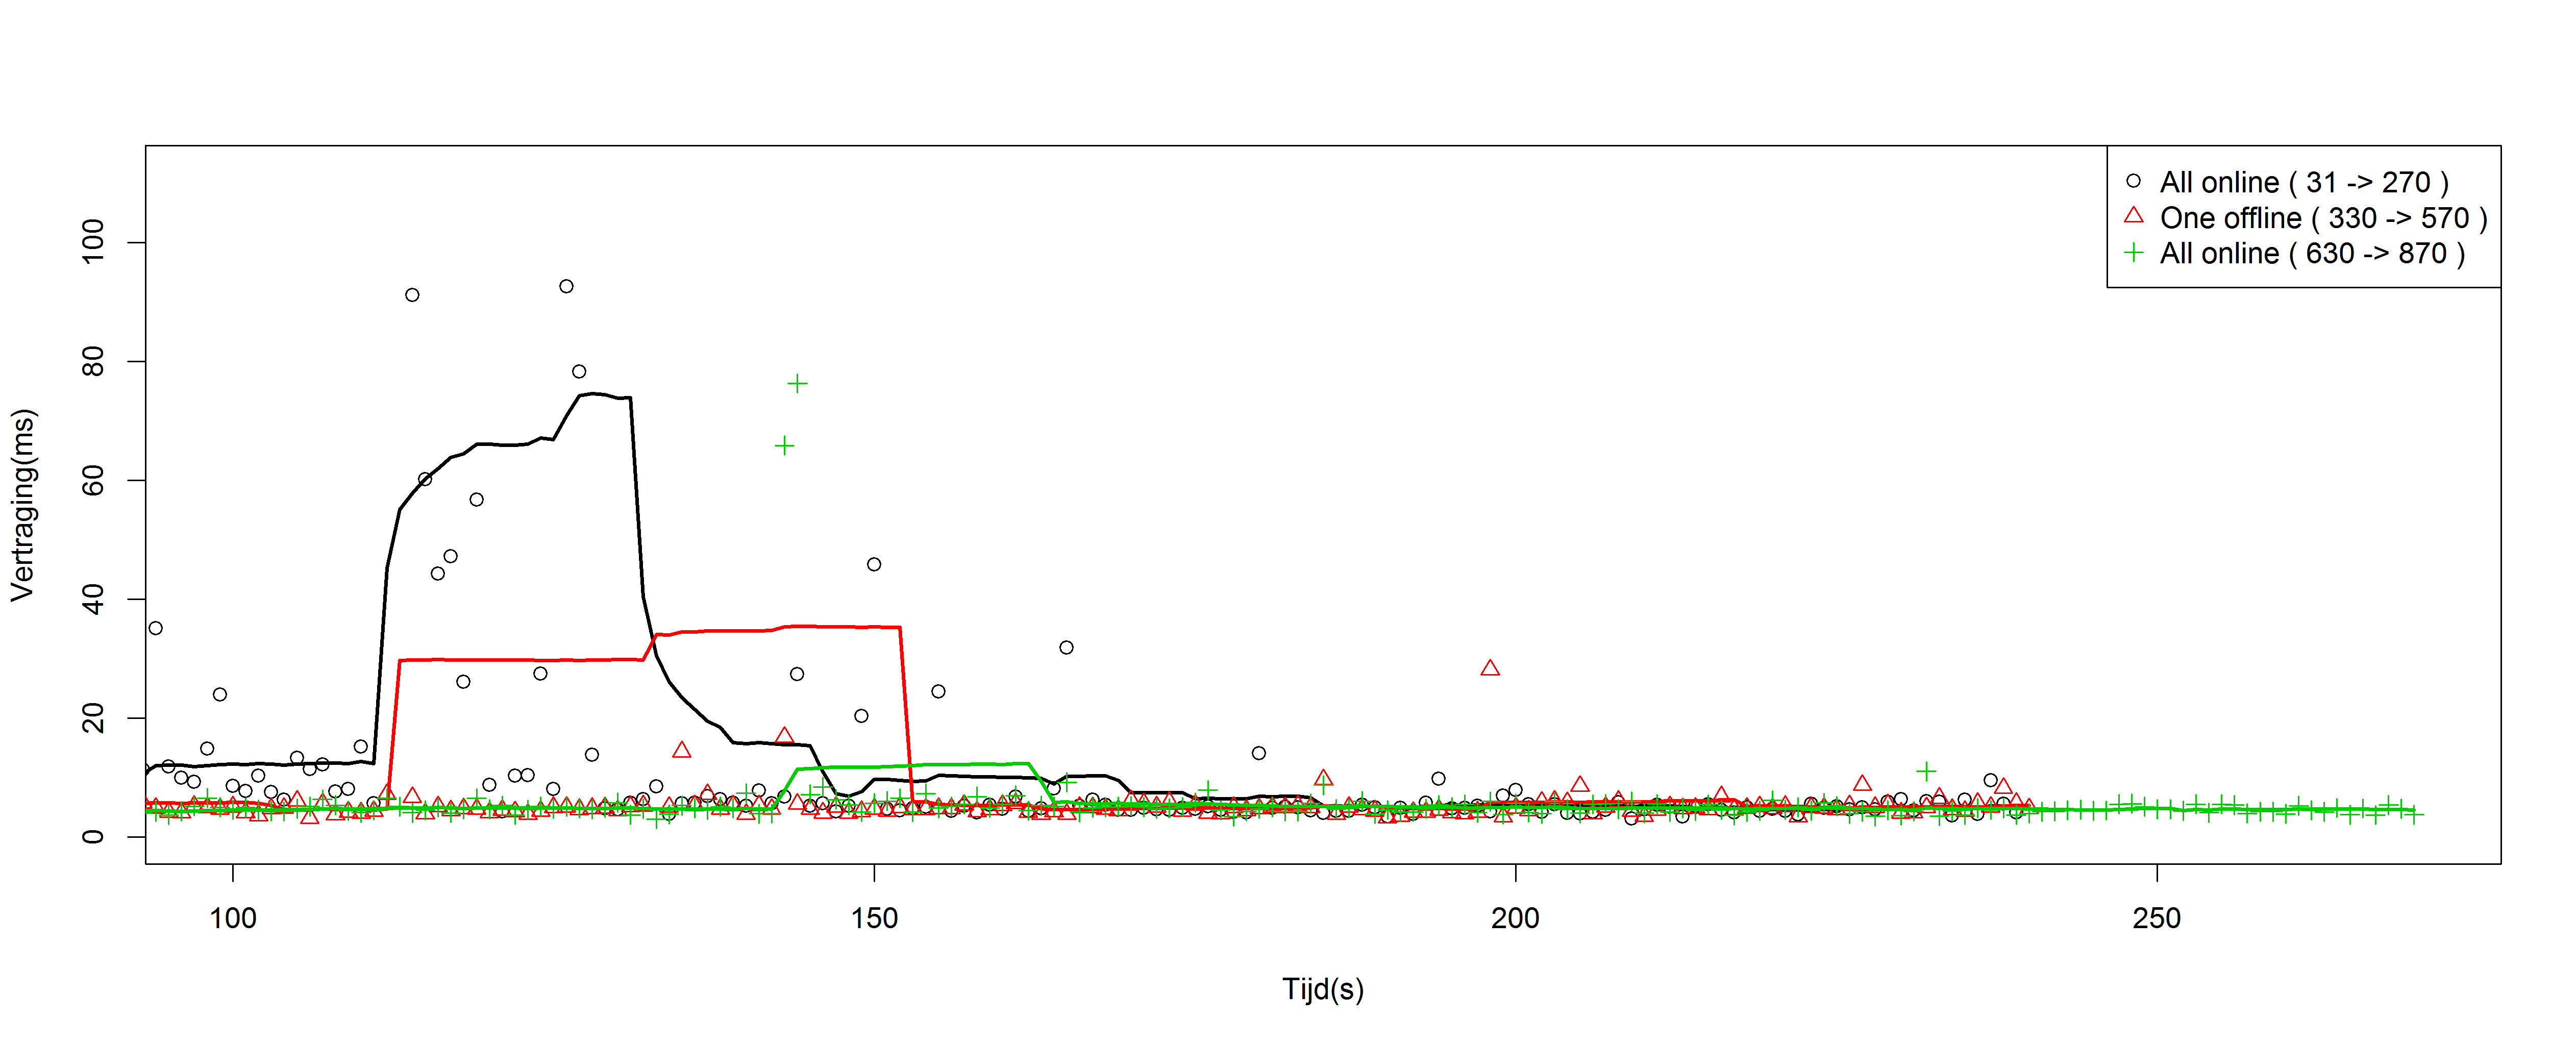 All online ( 31 -> 270 )
One offline ( 330 -> 570 )
All online ( 630 -> 870 )
Vertraging(ms)
100
80
60
40
20
0
100 150 200 250
Tijd(s)